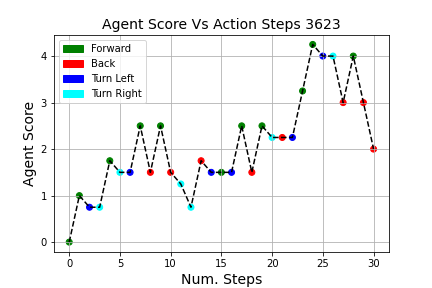 Agent Score Vs Action Steps 3623
Forward
Back
Turn Left
Turn Right
Agent Score
4
3
2
1
0
0 5 10 15 20 25 30
Num. Steps